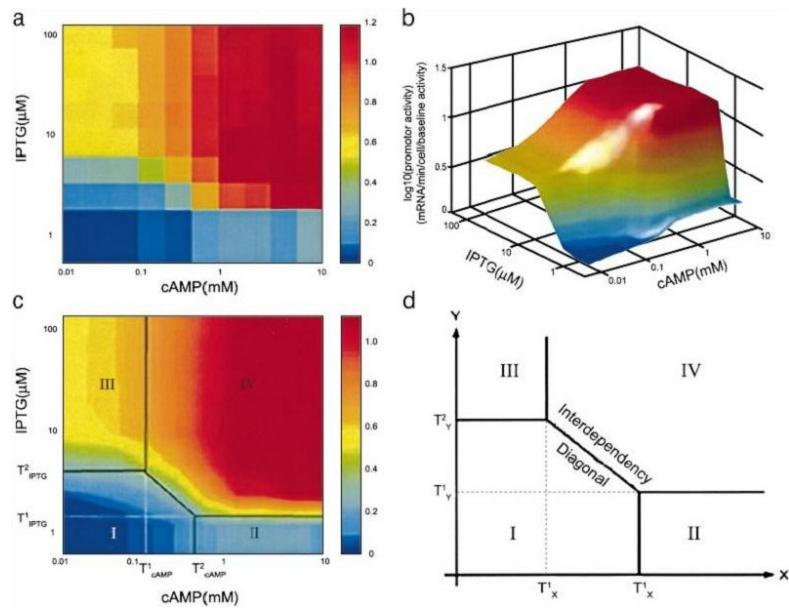 a
IPTG(μM)
100
10
1
0.01
0.1
1
10
cAMP(mM)
1.2
1.0
0.8
0.6
0.4
0.2
0
b
log10(promotor activity)
(mRNA/min/cell/baseline activity)
1.5
1
0.5
0
100
10
1
IPTG(μM)
0.01
0.1
1
10
cAMP(mM)
c
IPTG(μM)
100
10
T²IPTG
T¹IPTG
1
III
IV
I
II
0.01
0.1
1
10
T¹cAMP
T²cAMP
cAMP(mM)
1.0
0.8
0.6
0.4
0.2
0
d
Y
III
IV
T²Y
Interdependency
Diagonal
T¹Y
I
II
X
T¹X
T¹X